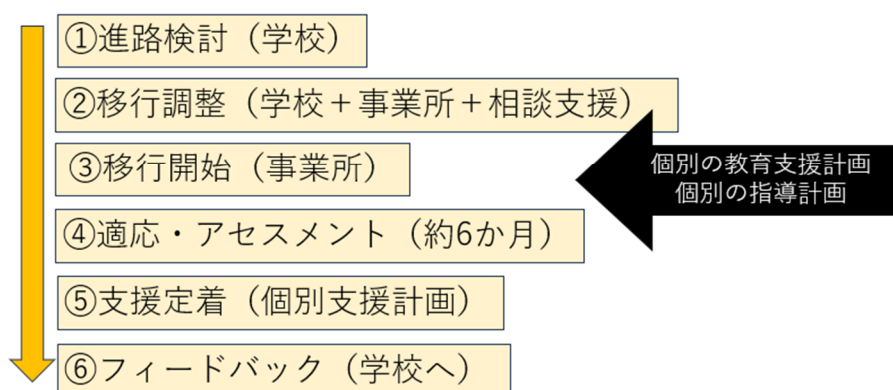 ①進路検討（学校）
②移行調整（学校＋事業所＋相談支援）
③移行開始（事業所）
個別の教育支援計画
個別の指導計画
④適応・アセスメント（約6か月）
⑤支援定着（個別支援計画）
⑥フィードバック（学校へ）